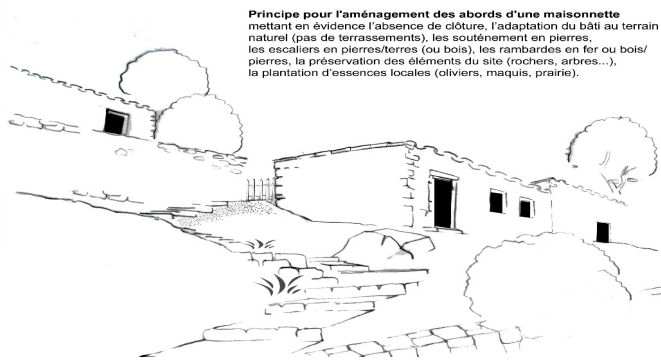 Principe pour l'aménagement des abords d'une maisonnette
mettant en évidence l'absence de clôture, l'adaptation du bâti au terrain
naturel (pas de terrassements), les souténement en pierres,
les escaliers en pierres/terres (ou bois), les rambardes en fer ou bois/
pierres, la préservation des éléments du site (rochers, arbres...),
la plantation d'essences locales (oliviers, maquis, prairie).